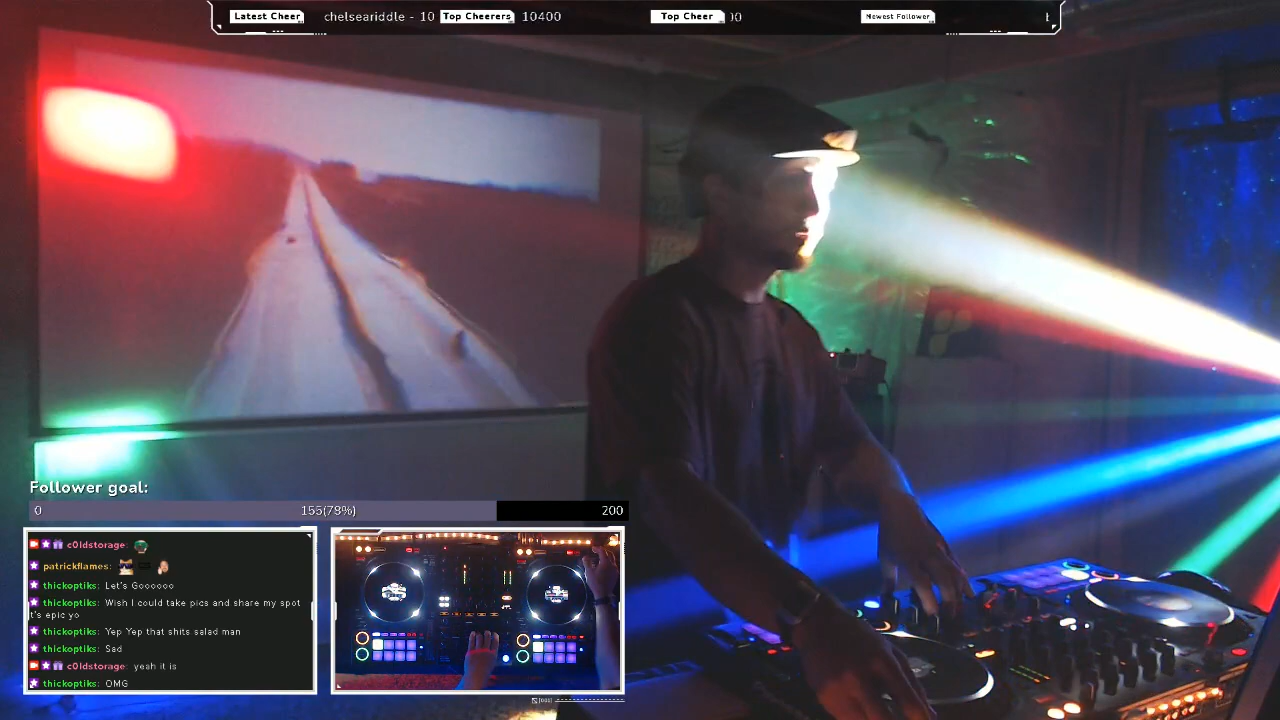 Latest Cheer chelseariddle - 10 Top Cheerers 10400 Top Cheer Newest Follower
Follower goal:
0 155(79%) 200
c0ldstorage:
patrickflames:
thickoptiks: Let's Goooooo
thickoptiks: Wish I could take pics and share my spot
t's epic yo
thickoptiks: Yep Yep that shits salad man
thickoptiks: Sad
c0ldstorage: yeah it is
thickoptiks: OMG